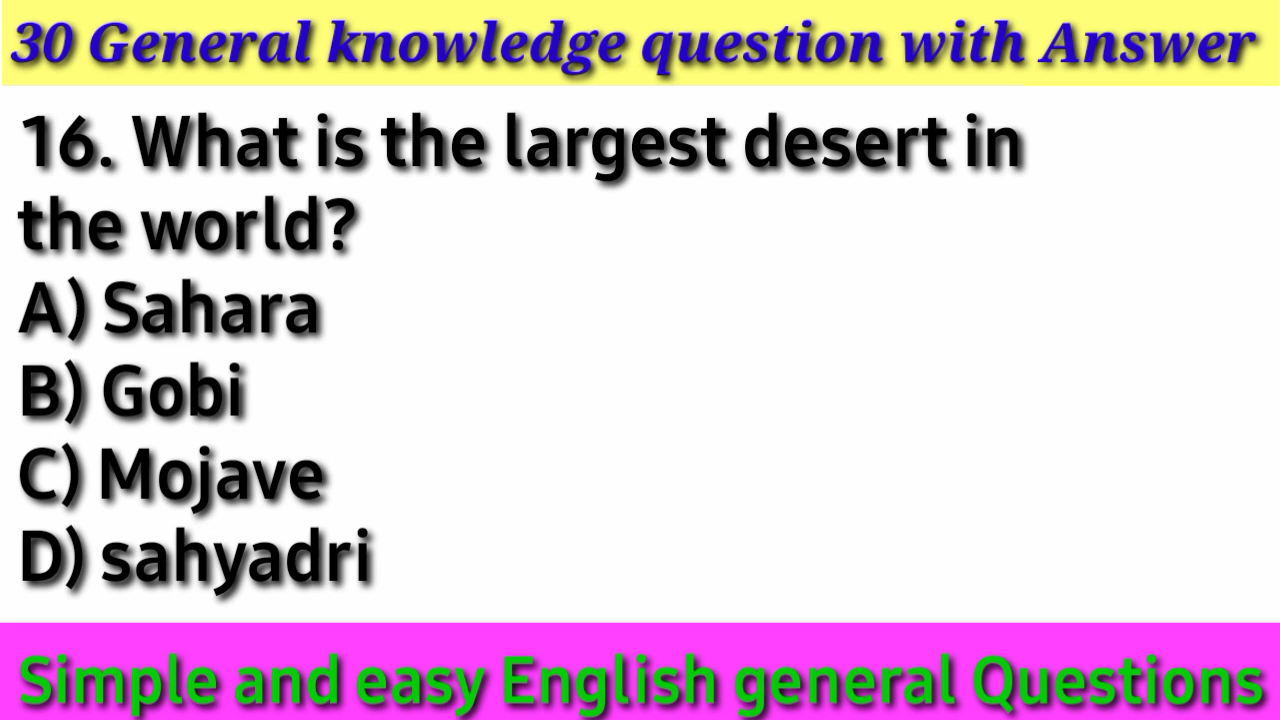 30 General knowledge question with Answer
16. What is the largest desert in
the world?
A) Sahara
B) Gobi
C) Mojave
D) sahyadri
Simple and easy English general Questions